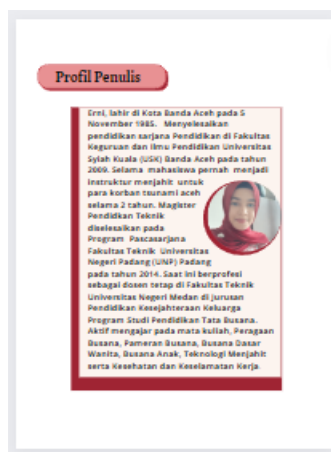 Profil Penulis
Erni, lahir di Kota Banda Aceh pada 5
November 1985. Menyelesaikan
pendidikan sarjana Pendidikan di Fakultas
Keguruan dan Ilmu Pendidikan Universitas
Syiah Kuala (USK) Banda Aceh pada tahun
2009. Selama mahasiswa pernah menjadi
instruktur menjahit untuk
para korban tsunami aceh
selama 2 tahun. Magister
Pendidkan Teknik
diselesaikan pada
Program Pascasarjana
Fakultas Teknik Universitas
Negeri Padang (UNP) Padang
pada tahun 2014. Saat ini berprofesi
sebagai dosen tetap di Fakultas Teknik
Universitas Negeri Medan di jurusan
Pendidikan Kesejahteraan Keluarga
Program Studi Pendidikan Tata Busana.
Aktif mengajar pada mata kuliah, Peragaan
Busana, Pameran Busana, Busana Dasar
Wanita, Busana Anak, Teknologi Menjahit
serta Kesehatan dan Keselamatan Kerja.